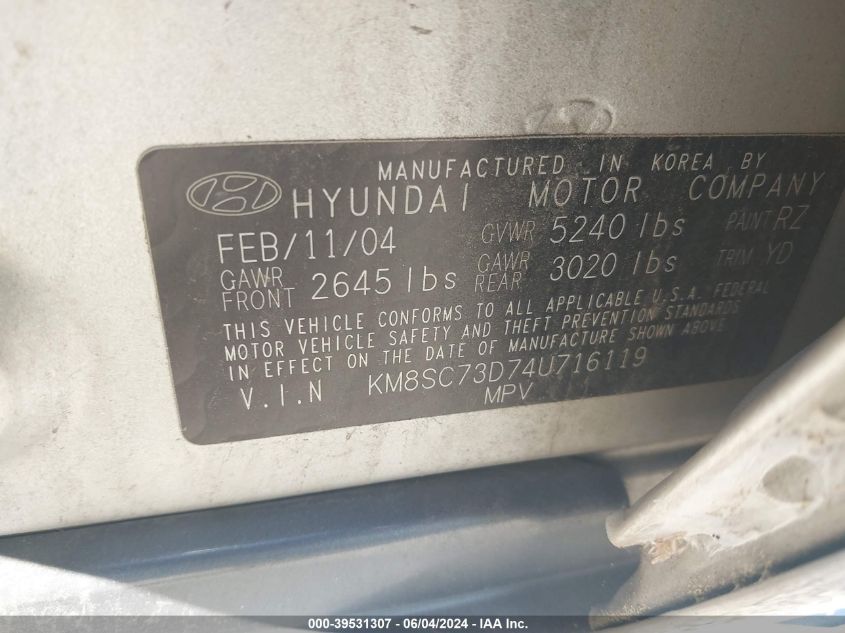 MANUFACTURED IN KOREA BY
HYUNDAI MOTOR COMPANY
FEB/11/04 GVWR 5240 lbs PAINT RZ
GAWR FRONT 2645 lbs GAWR REAR 3020 lbs TRIM YD
THIS VEHICLE CONFORMS TO ALL APPLICABLE U.S.A. FEDERAL
MOTOR VEHICLE SAFETY AND THEFT PREVENTION STANDARDS
IN EFFECT ON THE DATE OF MANUFACTURE SHOWN ABOVE
V.I.N KM8SC73D74U716119
MPV
000-39531307 - 06/04/2024 - IAA Inc.